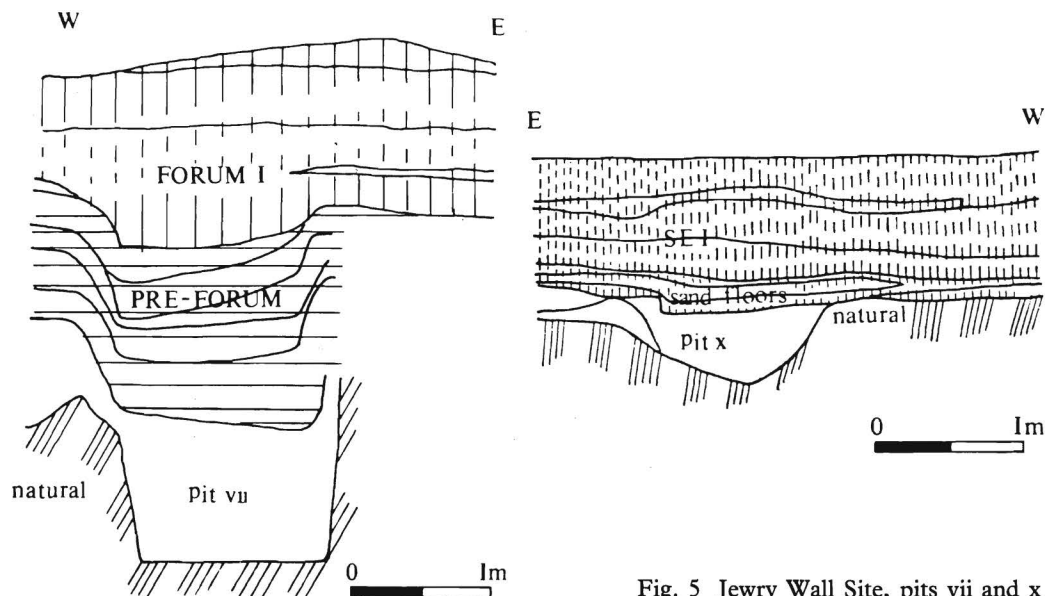 W
E
FORUM I
PRE-FORUM
natural
pit vii
0 1m
E
W
SE I
sand floors
natural
pit x
0 1m
Fig. 5 Jewry Wall Site, pits vii and x